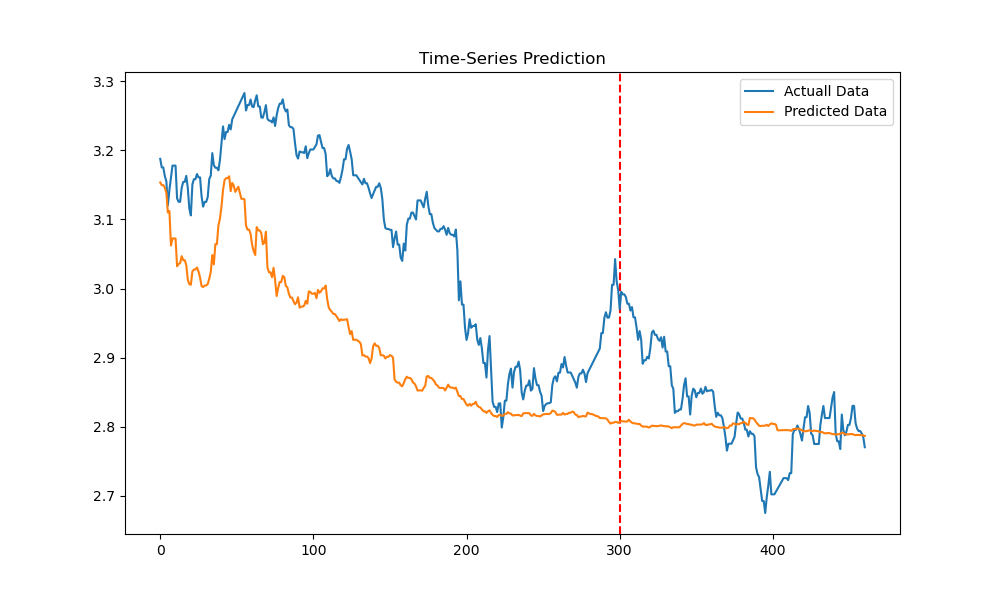 Time-Series Prediction
Actuall Data
Predicted Data
3.3
3.2
3.1
3.0
2.9
2.8
2.7
0 100 200 300 400